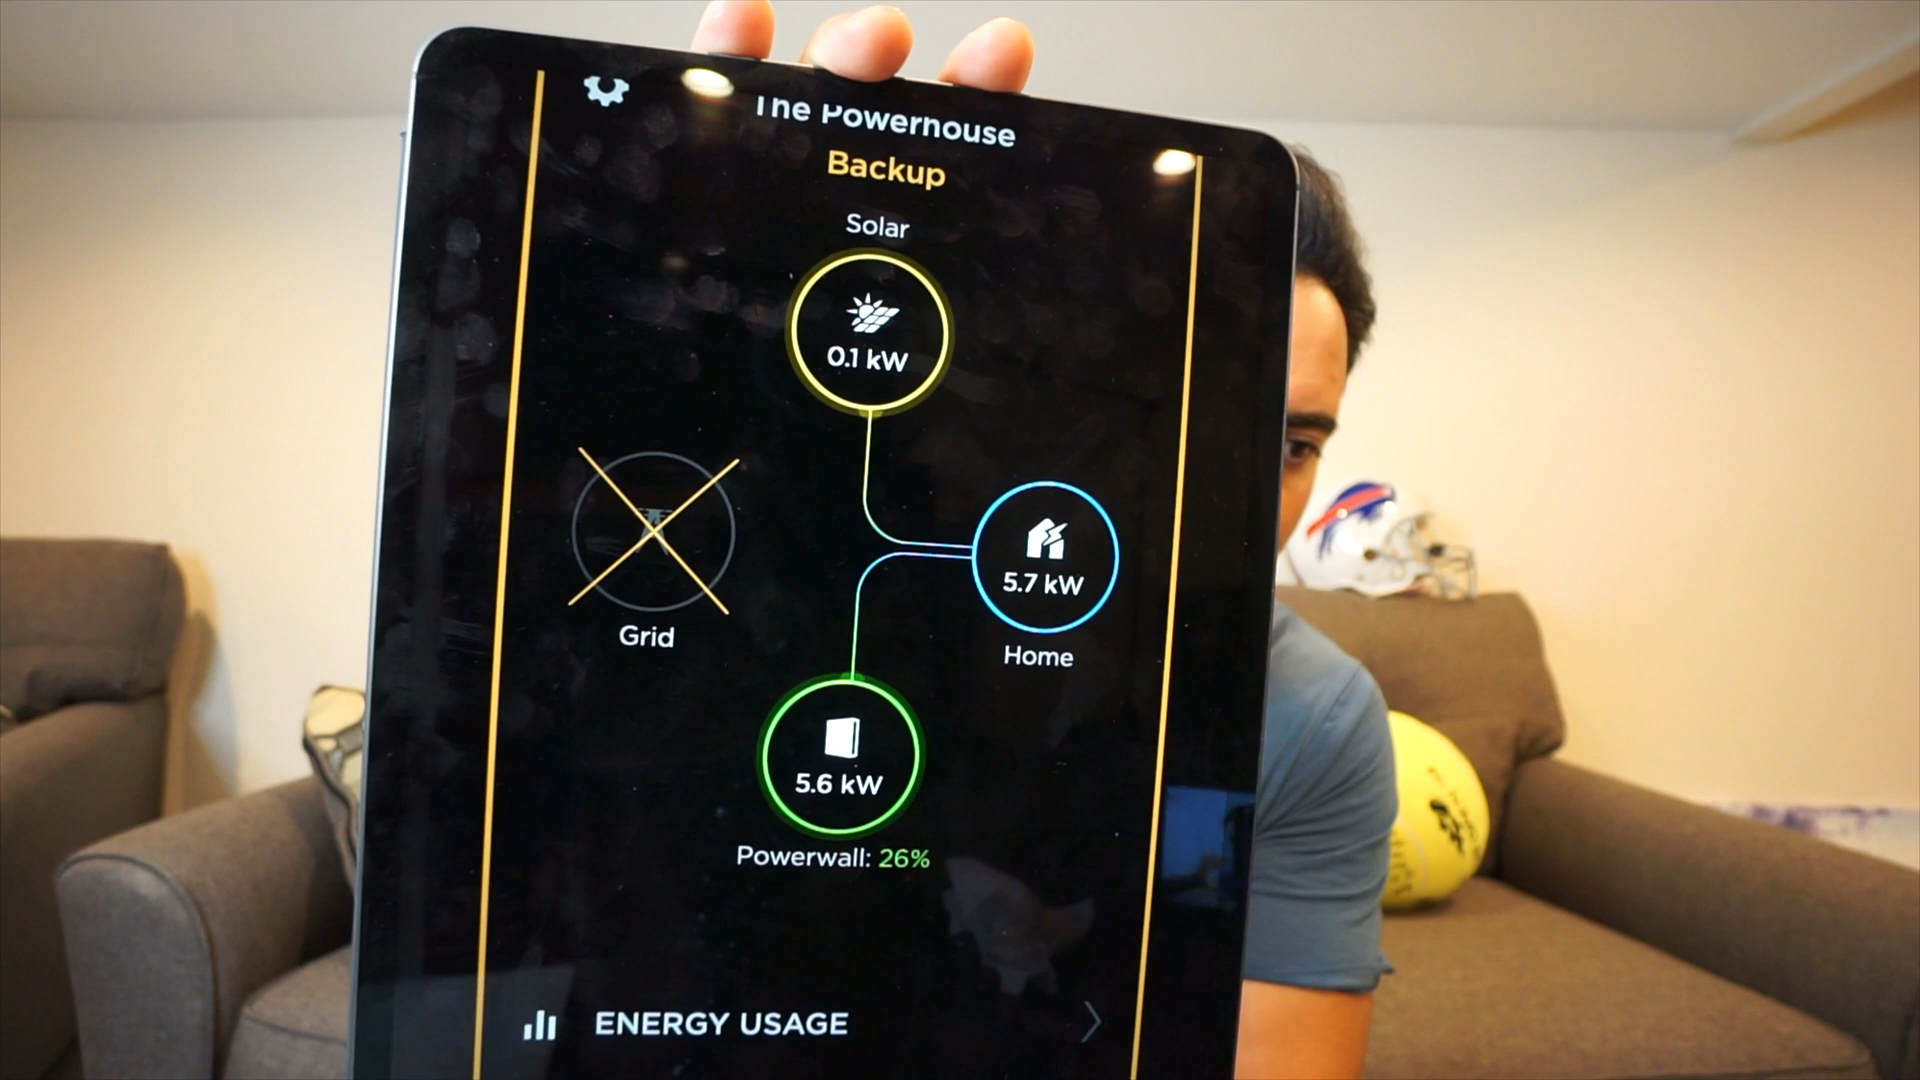 The Powerhouse
Backup
Solar
0.1 kW
5.7 kW
Grid
Home
5.6 kW
Powerwall: 26%
ENERGY USAGE